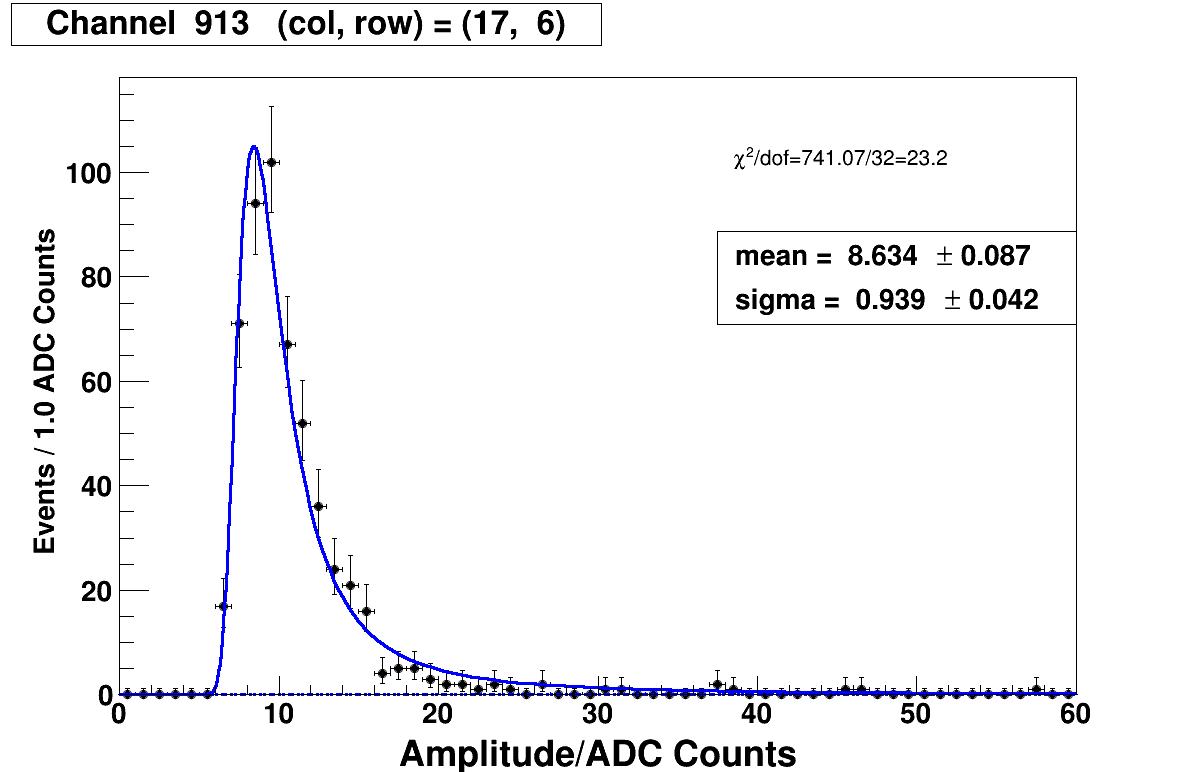 Channel 913 (col, row) = (17, 6)
χ²/dof=741.07/32=23.2
mean = 8.634 ± 0.087
sigma = 0.939 ± 0.042
Events / 1.0 ADC Counts
100
80
60
40
20
0
0 10 20 30 40 50 60
Amplitude/ADC Counts